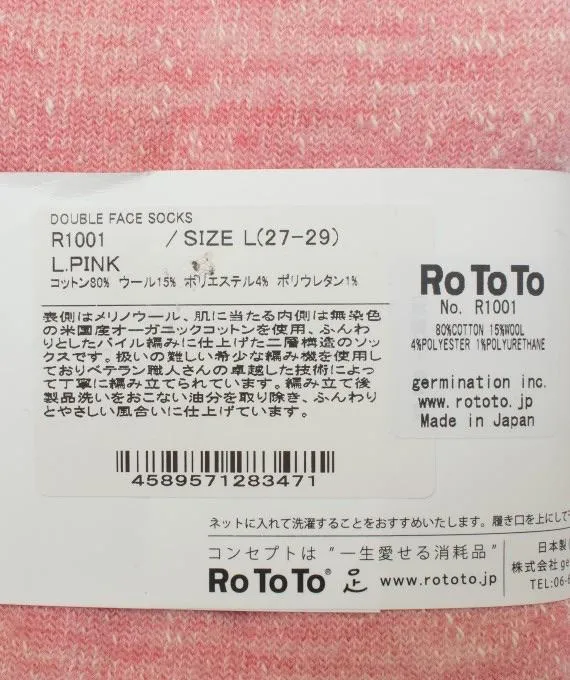 DOUBLE FACE SOCKS
R1001 / SIZE L(27-29)
L.PINK
コットン80% ウール15% ポリエステル4% ポリウレタン1%
表側はメリノウール、肌に当たる内側は無染色
の米国産オーガニックコットンを使用、ふんわ
りとしたパイル編みに仕上げた二層構造のソッ
クスです。扱いの難しい希少な編み機を使用し
ておりベテラン職人さんの卓越した技術によっ
て丁寧に編み立てられています。編み立て後
製品洗いをおこない油分を取り除き、ふんわり
とやさしい風合いに仕上げています。
4589571283471
RoToTo
No. R1001
80%COTTON 15%WOOL
4%POLYESTER 1%POLYURETHANE
germination inc.
www.rototo.jp
Made in Japan
ネットに入れて洗濯することをおすすめいたします。履き口を上にして
コンセプトは "一生愛せる消耗品"
RoToTo® 足 www.rototo.jp
日本製
株式会社ge
TEL:06-6